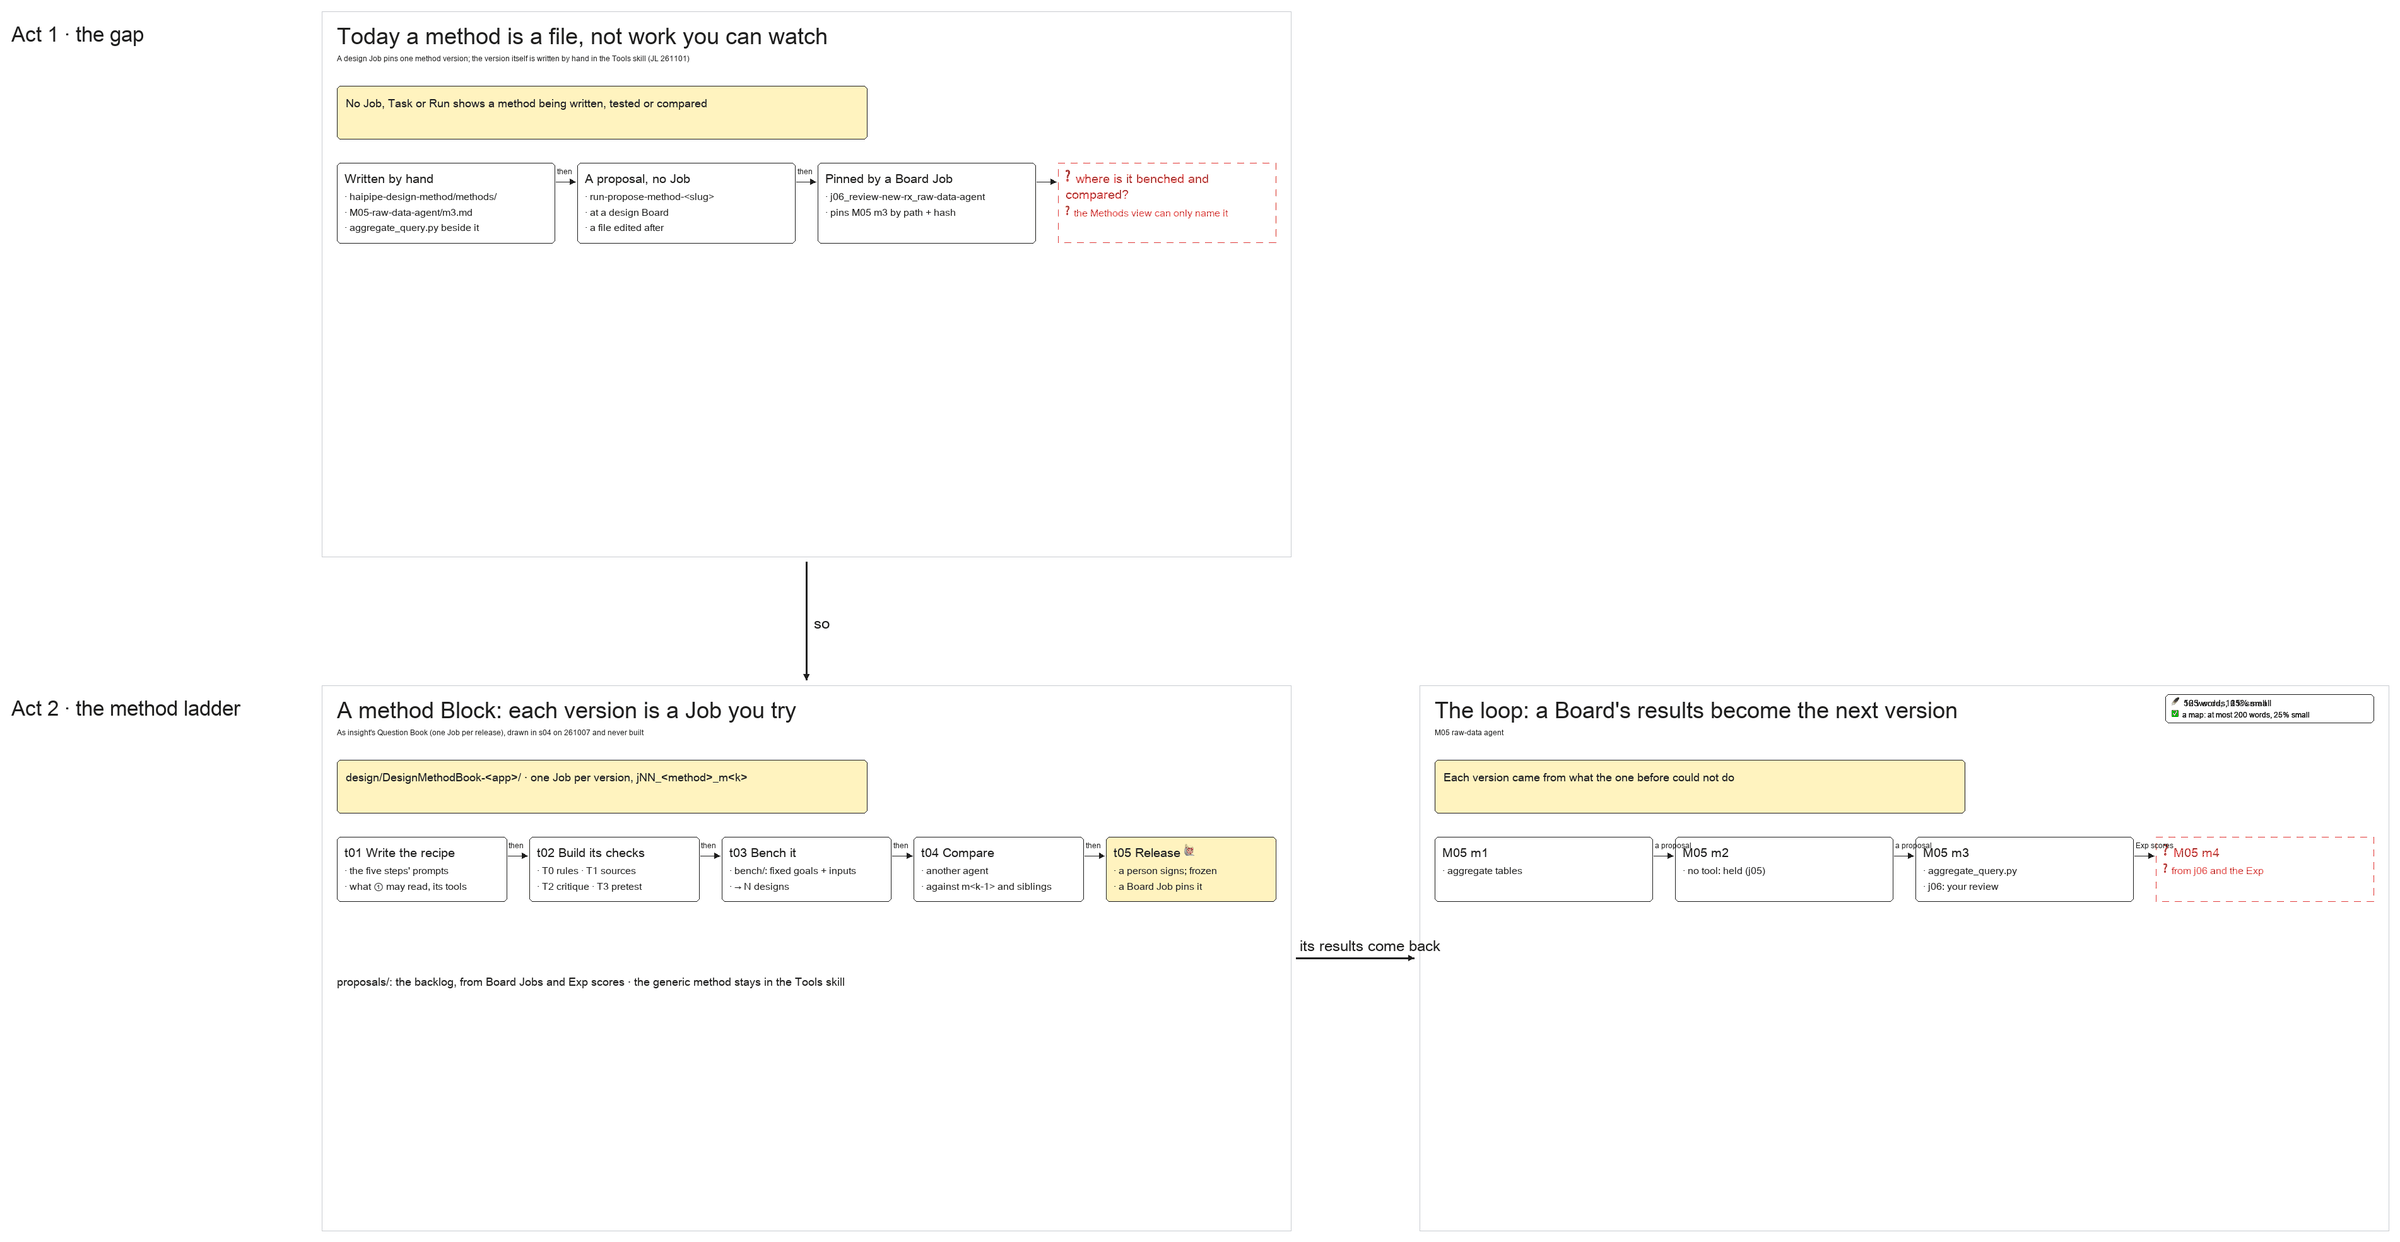 Act 1 · the gap
Today a method is a file, not work you can watch
A design Job pins one method version; the version itself is written by hand in the Tools skill (JL 261101)
No Job, Task or Run shows a method being written, tested or compared
Written by hand
· haipipe-design-method/methods/
· M05-raw-data-agent/m3.md
· aggregate_query.py beside it
then
A proposal, no Job
· run-propose-method-<slug>
· at a design Board
· a file edited after
then
Pinned by a Board Job
· j06_review-new-rx_raw-data-agent
· pins M05 m3 by path + hash
? where is it benched and
compared?
? the Methods view can only name it
so
Act 2 · the method ladder
A method Block: each version is a Job you try
As insight's Question Book (one Job per release), drawn in s04 on 261007 and never built
design/DesignMethodBook-<app>/ · one Job per version, jNN_<method>_m<k>
t01 Write the recipe
· the five steps' prompts
· what ① may read, its tools
then
t02 Build its checks
· T0 rules · T1 sources
· T2 critique · T3 pretest
then
t03 Bench it
· bench/: fixed goals + inputs
· → N designs
then
t04 Compare
· another agent
· against m<k-1> and siblings
then
t05 Release
· a person signs; frozen
· a Board Job pins it
proposals/: the backlog, from Board Jobs and Exp scores · the generic method stays in the Tools skill
its results come back
The loop: a Board's results become the next version
M05 raw-data agent
a map: at most 200 words, 25% small
Each version came from what the one before could not do
M05 m1
· aggregate tables
a proposal
M05 m2
· no tool: held (j05)
a proposal
M05 m3
· aggregate_query.py
· j06: your review
Exp scores
? M05 m4
? from j06 and the Exp